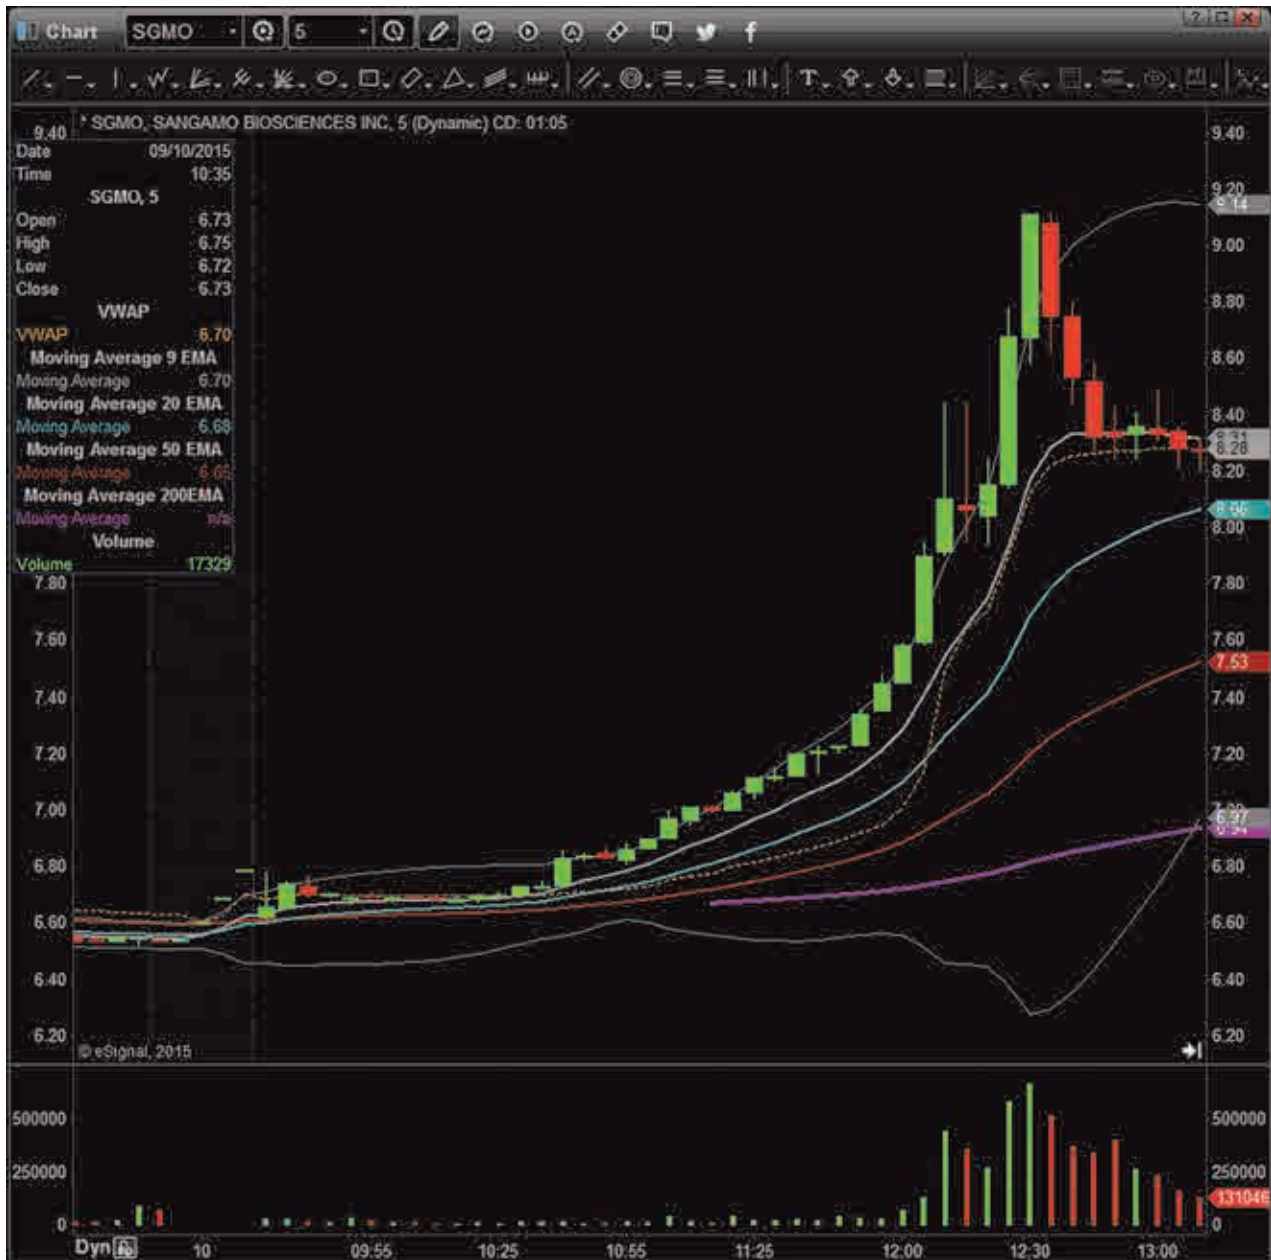 Chart SGMO 5
T
* SGMO, SANGAMO BIOSCIENCES INC, 5 (Dynamic) CD: 01:05
9.40 9.40
Date 09/10/2015
Time 10:35
9.20
SGMO, 5
9.14
Open 6.73
High 6.75
9.00
Low 6.72
Close 6.73
8.80
VWAP
VWAP 6.70
Moving Average 9 EMA
8.60
Moving Average 6.70
Moving Average 20 EMA
8.40
Moving Average 6.68
8.31
Moving Average 50 EMA
8.28
Moving Average 6.65
8.20
Moving Average 200EMA
8.06
Moving Average n/a
8.00
Volume
Volume 17329
7.80 7.80
7.60 7.60
7.53
7.40 7.40
7.20 7.20
7.00
6.97
6.94
6.80 6.80
6.60 6.60
6.40 6.40
6.20 6.20
© eSignal, 2015
500000 500000
250000 250000
131046
0 0
Dyn 10 09:55 10:25 10:55 11:25 12:00 12:30 13:00